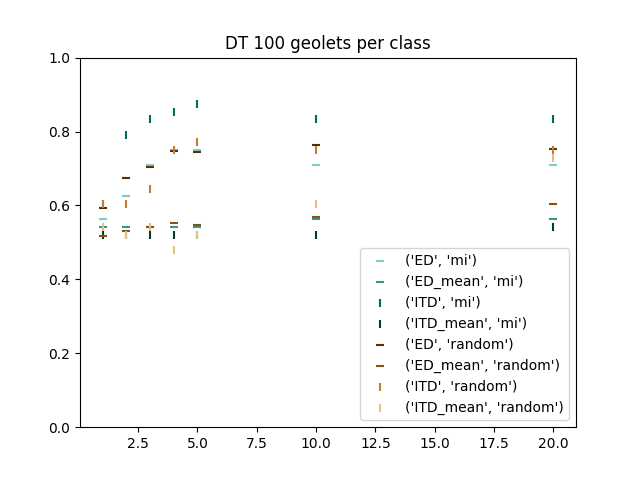 DT 100 geolets per class
1.0
0.8
0.6
0.4
0.2
0.0
('ED', 'mi')
('ED_mean', 'mi')
('ITD', 'mi')
('ITD_mean', 'mi')
('ED', 'random')
('ED_mean', 'random')
('ITD', 'random')
('ITD_mean', 'random')
2.5 5.0 7.5 10.0 12.5 15.0 17.5 20.0